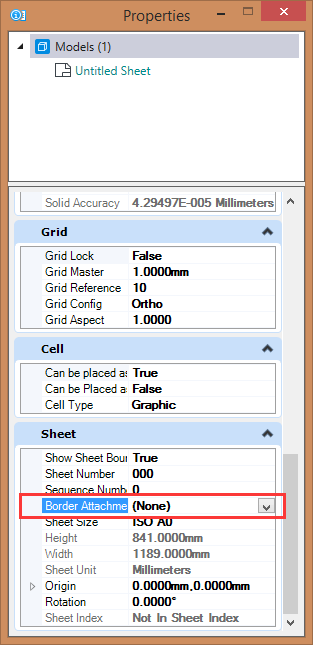 Properties
Models (1)
Untitled Sheet
Solid Accuracy 4.29497E-005 Millimeters
Grid
Grid Lock False
Grid Master 1.0000mm
Grid Reference 10
Grid Config Ortho
Grid Aspect 1.0000
Cell
Can be placed as True
Can be Placed as False
Cell Type Graphic
Sheet
Show Sheet Boun True
Sheet Number 000
Sequence Numbe 0
Border Attachme (None)
Sheet Size ISO A0
Height 841.0000mm
Width 1189.0000mm
Sheet Unit Millimeters
Origin 0.0000mm,0.0000mm
Rotation 0.0000°
Sheet Index Not In Sheet Index